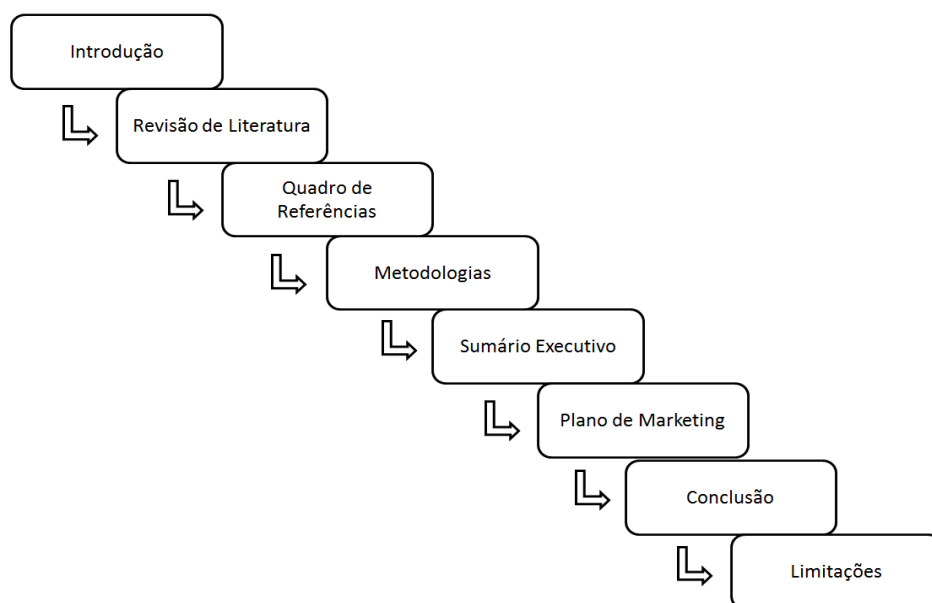 Introdução
Revisão de Literatura
Quadro de
Referências
Metodologias
Sumário Executivo
Plano de Marketing
Conclusão
Limitações